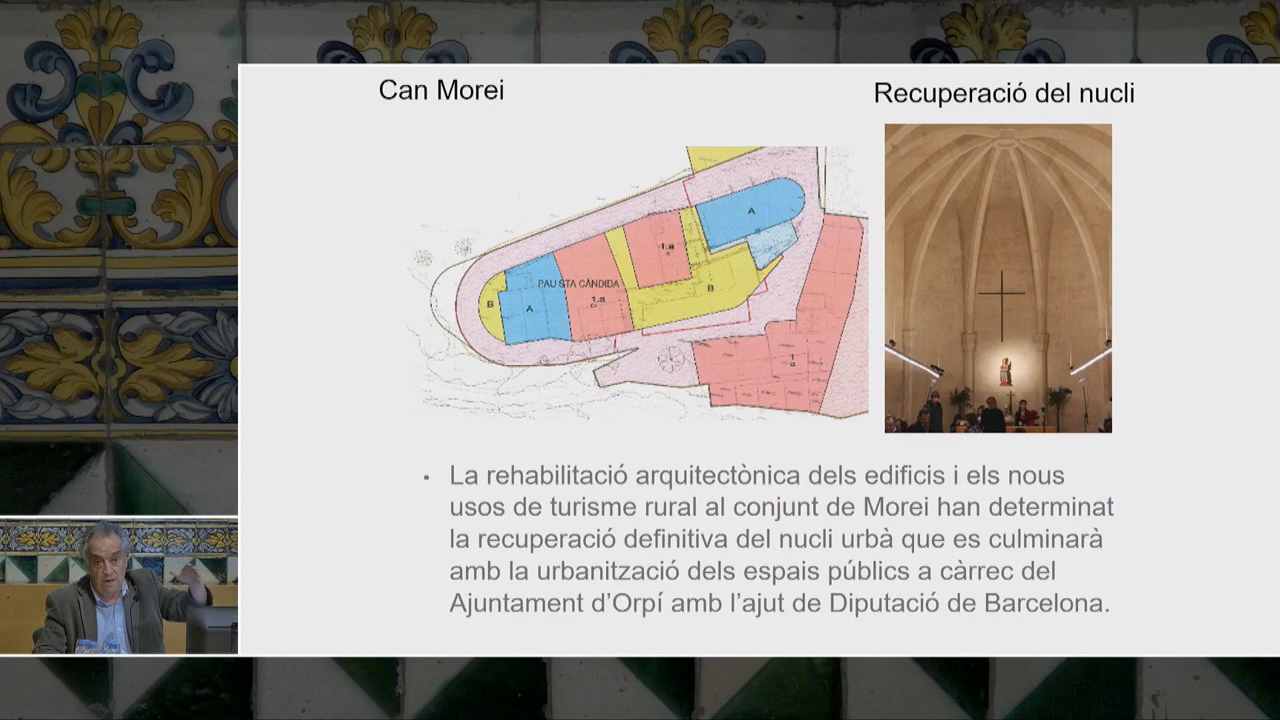 Can Morei
Recuperació del nucli
A
1.a
B
PAU STA CÀNDIDA
B
A
1.a
1
a
La rehabilitació arquitectònica dels edificis i els nous
usos de turisme rural al conjunt de Morei han determinat
la recuperació definitiva del nucli urbà que es culminarà
amb la urbanització dels espais públics a càrrec del
Ajuntament d’Orpí amb l’ajut de Diputació de Barcelona.